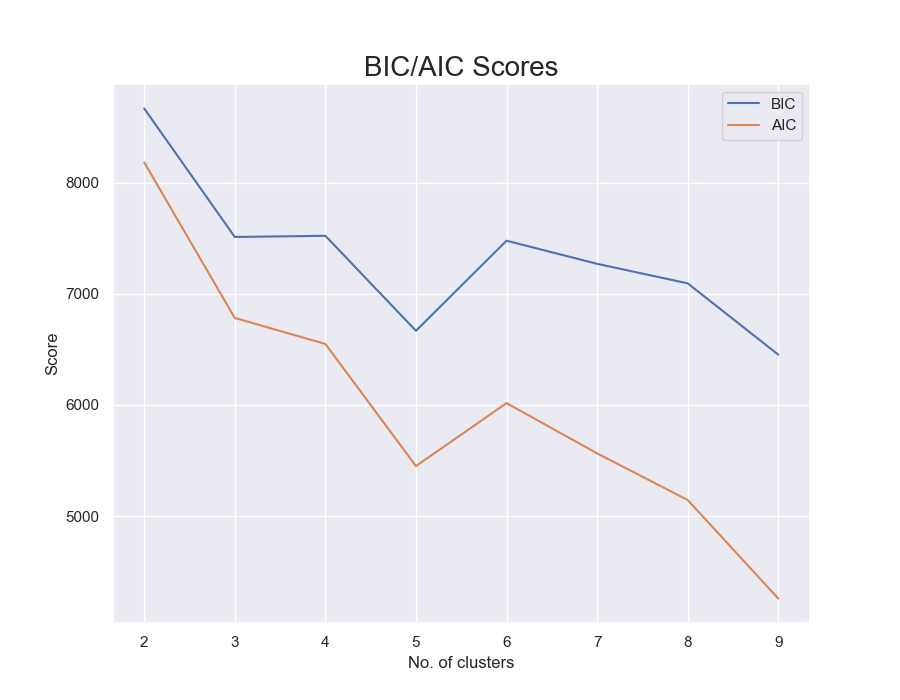 BIC/AIC Scores
BIC
AIC
Score
8000
7000
6000
5000
2 3 4 5 6 7 8 9
No. of clusters